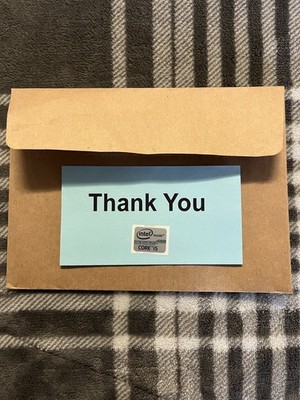 Thank You
intel
CORE i5